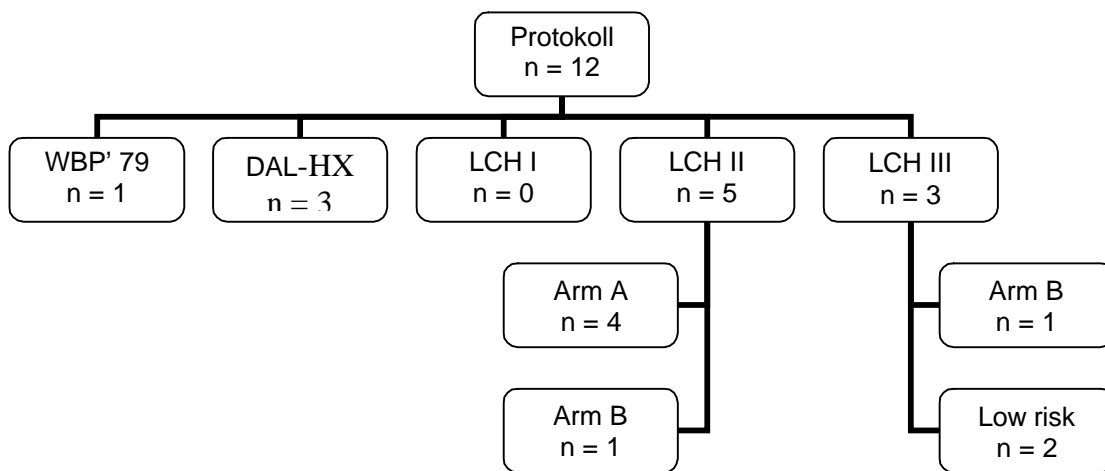 Protokoll
n = 12
WBP' 79
n = 1
DAL-HX
n = 3
LCH I
n = 0
LCH II
n = 5
LCH III
n = 3
Arm A
n = 4
Arm B
n = 1
Arm B
n = 1
Low risk
n = 2